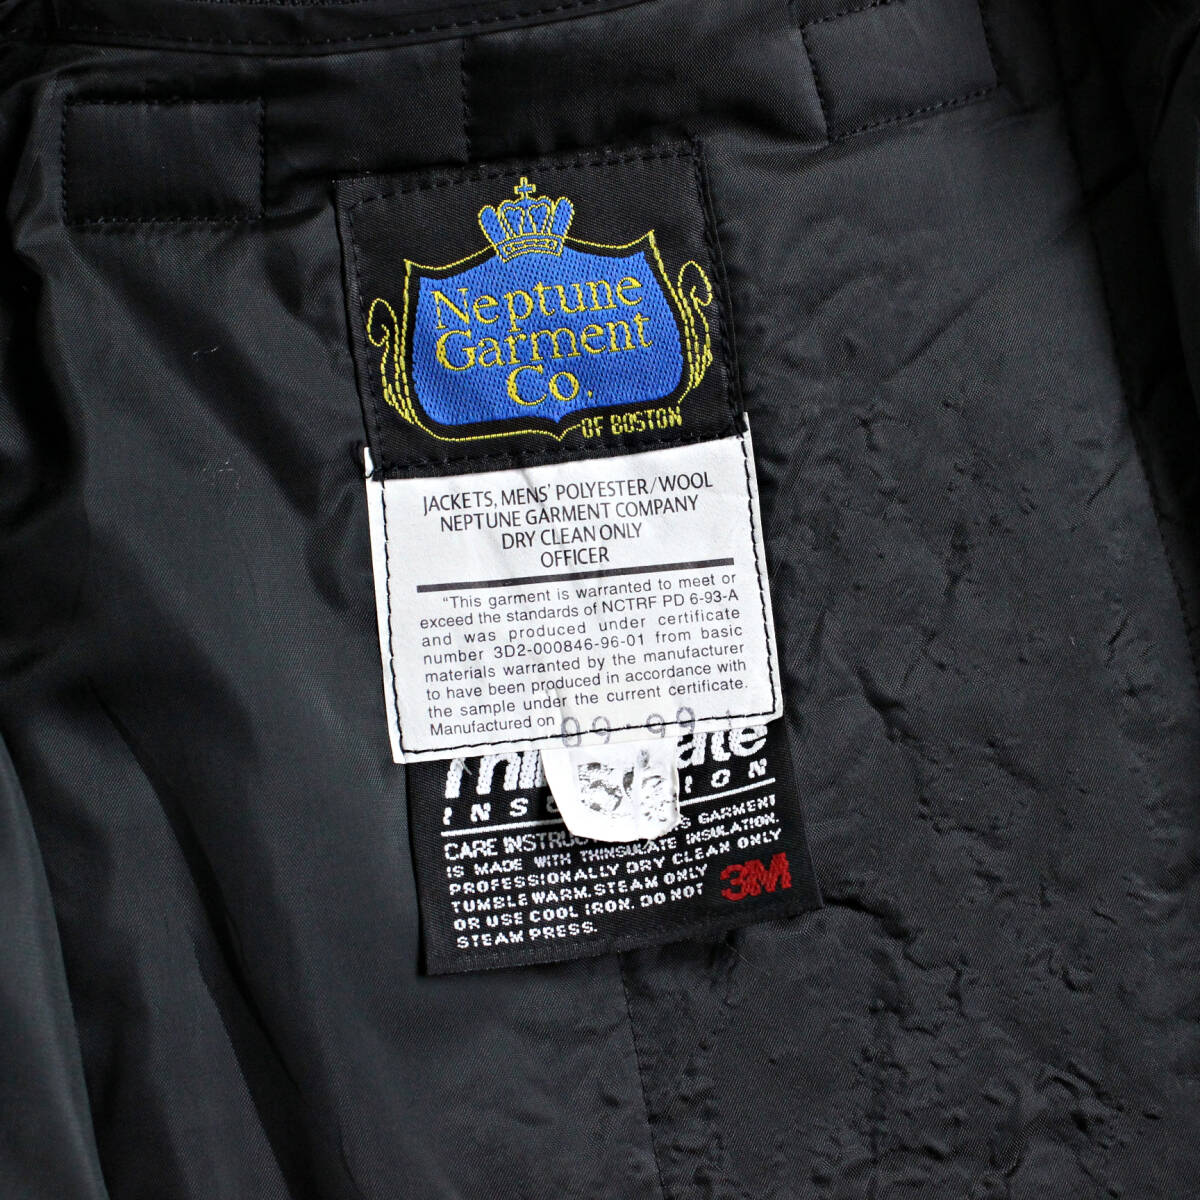 Neptune
Garment
Co.
OF BOSTON
JACKETS, MENS' POLYESTER/WOOL
NEPTUNE GARMENT COMPANY
DRY CLEAN ONLY
OFFICER
"This garment is warranted to meet or
exceed the standards of NCTRF PD 6-93-A
and was produced under certificate
number 3D2-000846-96-01 from basic
materials warranted by the manufacturer
to have been produced in accordance with
the sample under the current certificate.
Manufactured on
IS MADE WITH THINSULATE INSULATION.
PROFESSIONALLY DRY CLEAN ONLY
TUMBLE WARM. STEAM ONLY
OR USE COOL IRON. DO NOT
STEAM PRESS.
3M